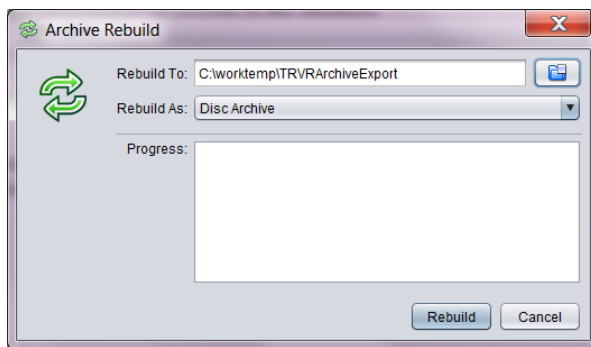 Archive Rebuild
Rebuild To: C:\worktemp\TRVRArchiveExport
Rebuild As: Disc Archive
Progress:
Rebuild Cancel